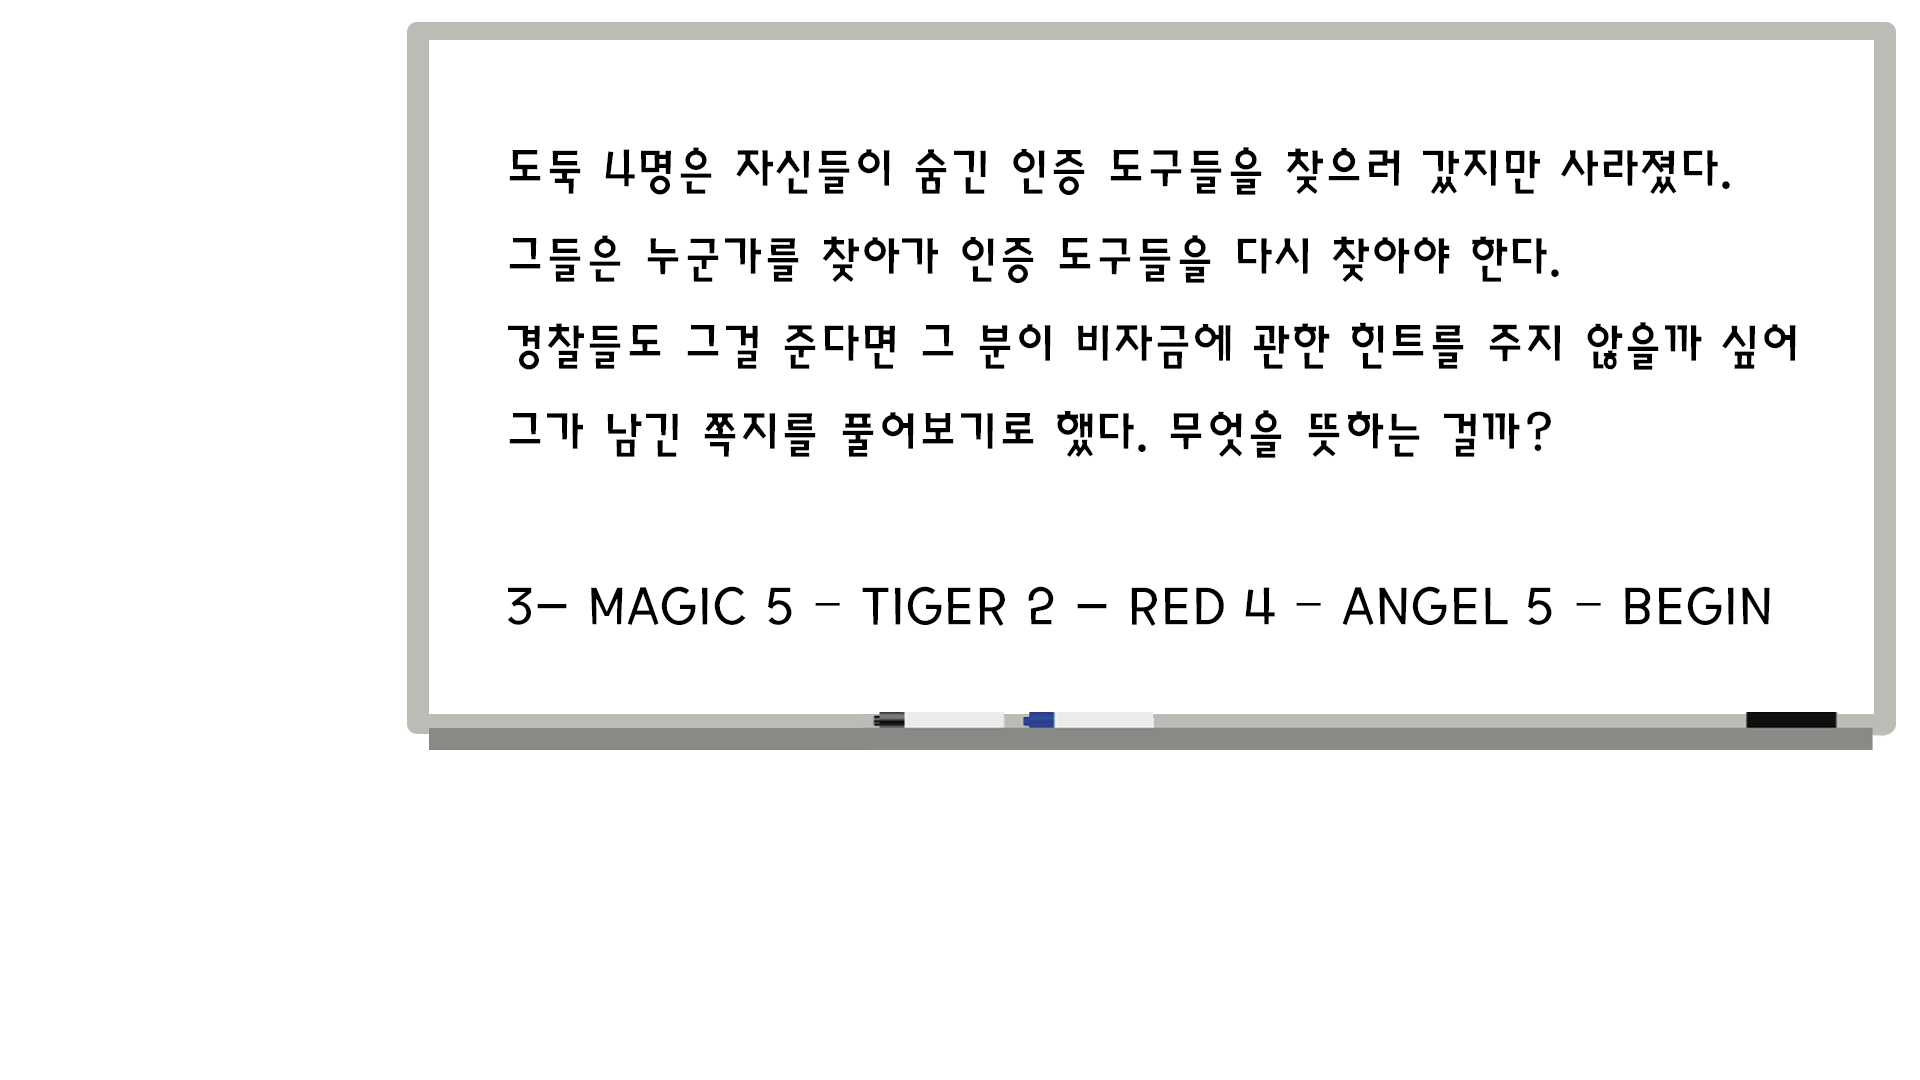 도둑 4명은 자신들이 숨긴 인증 도구들을 찾으러 갔지만 사라졌다.
그들은 누군가를 찾아가 인증 도구들을 다시 찾아야 한다.
경찰들도 그걸 준다면 그 분이 비자금에 관한 힌트를 주지 않을까 싶어
그가 남긴 쪽지를 풀어보기로 했다. 무엇을 뜻하는 걸까?
3– MAGIC 5 – TIGER 2 – RED 4 – ANGEL 5 – BEGIN